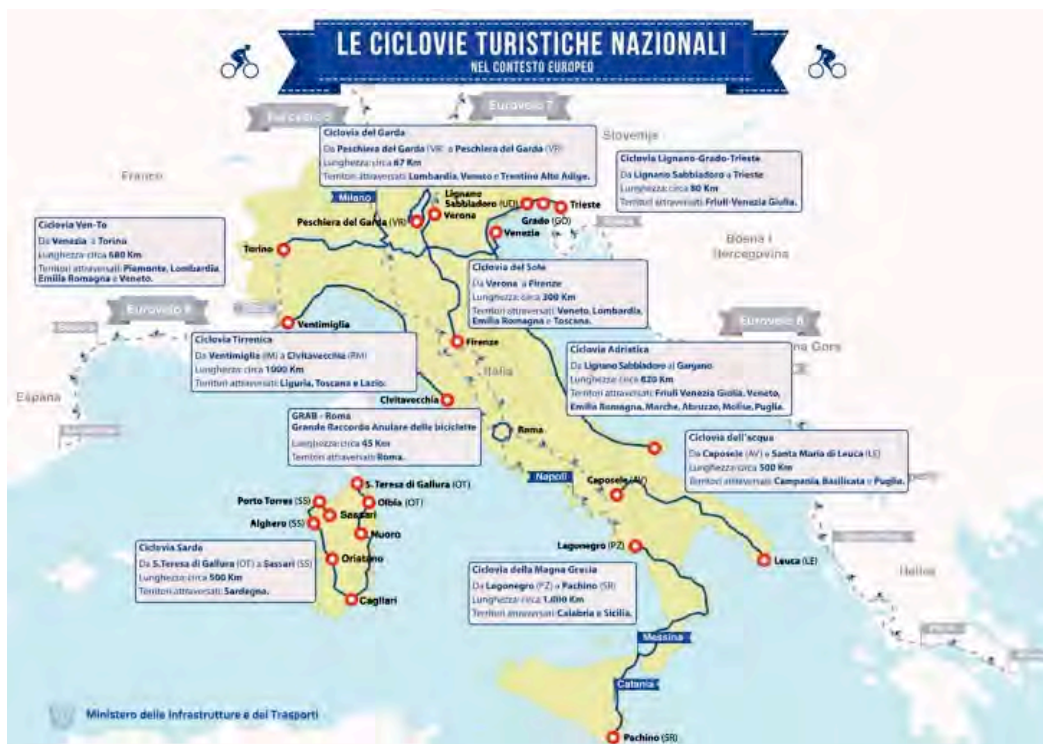 LE CICLOVIE TURISTICHE NAZIONALI
NEL CONTESTO EUROPEO
Eurovelo 7
Slovenija
France
Ciclovia del Garda
Da Peschiera del Garda (VR) a Peschiera del Garda (VR)
Lunghezza: circa 67 Km
Territori attraversati: Lombardia, Veneto e Trentino Alto Adige.
Ciclovia Lignano-Grado-Trieste
Da Lignano Sabbiadoro a Trieste
Lunghezza: circa 80 Km
Territori attraversati: Friuli-Venezia Giulia.
Milano
Lignano
Sabbiadoro (UD)
Trieste
Peschiera del Garda (VR)
Verona
Grado (GO)
Venezia
Torino
Bosna i
Hercegovina
Ciclovia Ven-To
Da Venezia a Torino
Lunghezza: circa 680 Km
Territori attraversati: Piemonte, Lombardia,
Emilia Romagna e Veneto.
Ciclovia del Sole
Da Verona a Firenze
Lunghezza: circa 300 Km
Territori attraversati: Veneto, Lombardia,
Emilia Romagna e Toscana.
Eurovelo 8
Eurovelo 8
Ventimiglia
Firenze
Italia
Crna Gora
Ciclovia Tirrenica
Da Ventimiglia (IM) a Civitavecchia (RM)
Lunghezza: circa 1000 Km
Territori attraversati: Liguria, Toscana e Lazio.
Ciclovia Adriatica
Da Lignano Sabbiadoro al Gargano
Lunghezza: circa 820 Km
Territori attraversati: Friuli Venezia Giulia, Veneto,
Emilia Romagna, Marche, Abruzzo, Molise, Puglia.
Espana
Civitavecchia
GRAB - Roma
Grande Raccordo Anulare delle biciclette
Lunghezza: circa 45 Km
Territori attraversati: Roma.
Roma
Ciclovia dell'acqua
Da Caposele (AV) a Santa Maria di Leuca (LE)
Lunghezza: circa 500 Km
Territori attraversati: Campania, Basilicata e Puglia.
Napoli
Caposele (AV)
S. Teresa di Gallura (OT)
Porto Torres (SS)
Olbia (OT)
Sassari
Alghero (SS)
Nuoro
Oristano
Cagliari
Lagonegro (PZ)
Leuca (LE)
Hellas
Ciclovia Sarda
Da S.Teresa di Gallura (OT) a Sassari (SS)
Lunghezza: circa 500 Km
Territori attraversati: Sardegna.
Ciclovia della Magna Grecia
Da Lagonegro (PZ) a Pachino (SR)
Lunghezza: circa 1.000 Km
Territori attraversati: Calabria e Sicilia.
Messina
Catania
Pachino (SR)
Ministero delle Infrastrutture e dei Trasporti